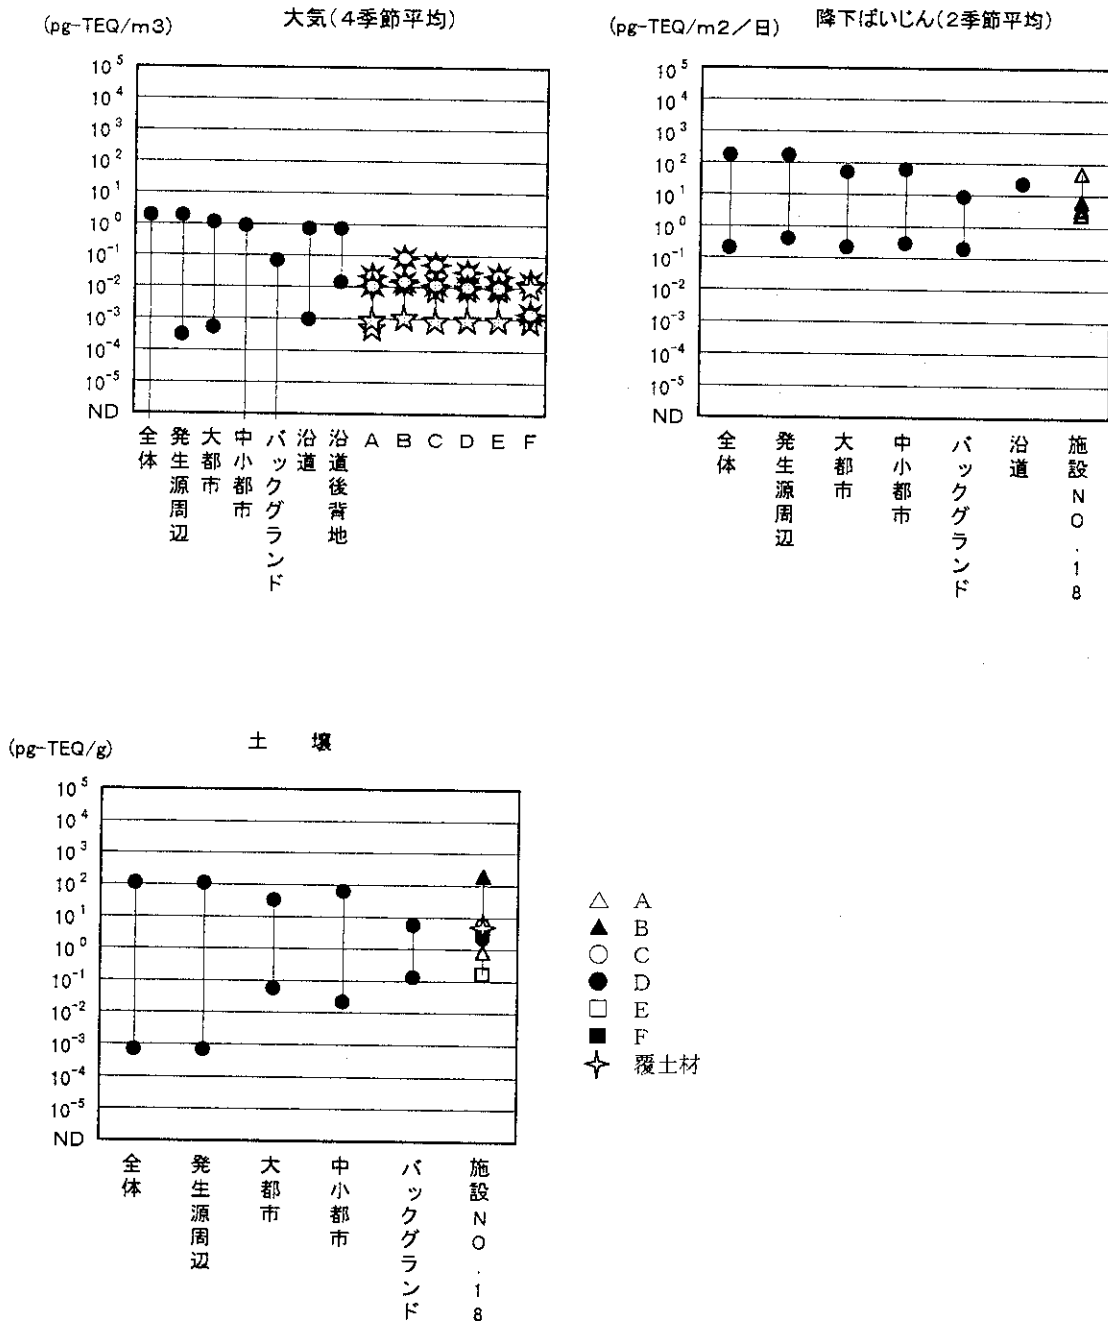 (pg-TEQ/m3)
大気(4季節平均)
10^5
10^4
10^3
10^2
10^1
10^0
10^-1
10^-2
10^-3
10^-4
10^-5
ND
全体
発生源周辺
大都市
中小都市
バックグランド
沿道
沿道後背地
A
B
C
D
E
F
(pg-TEQ/m2/日)
降下ばいじん(2季節平均)
10^5
10^4
10^3
10^2
10^1
10^0
10^-1
10^-2
10^-3
10^-4
10^-5
ND
全体
発生源周辺
大都市
中小都市
バックグランド
沿道
施設NO.18
(pg-TEQ/g)
土 壌
10^5
10^4
10^3
10^2
10^1
10^0
10^-1
10^-2
10^-3
10^-4
10^-5
ND
全体
発生源周辺
大都市
中小都市
バックグランド
施設NO.18
△ A
▲ B
○ C
● D
□ E
■ F
✧ 覆土材